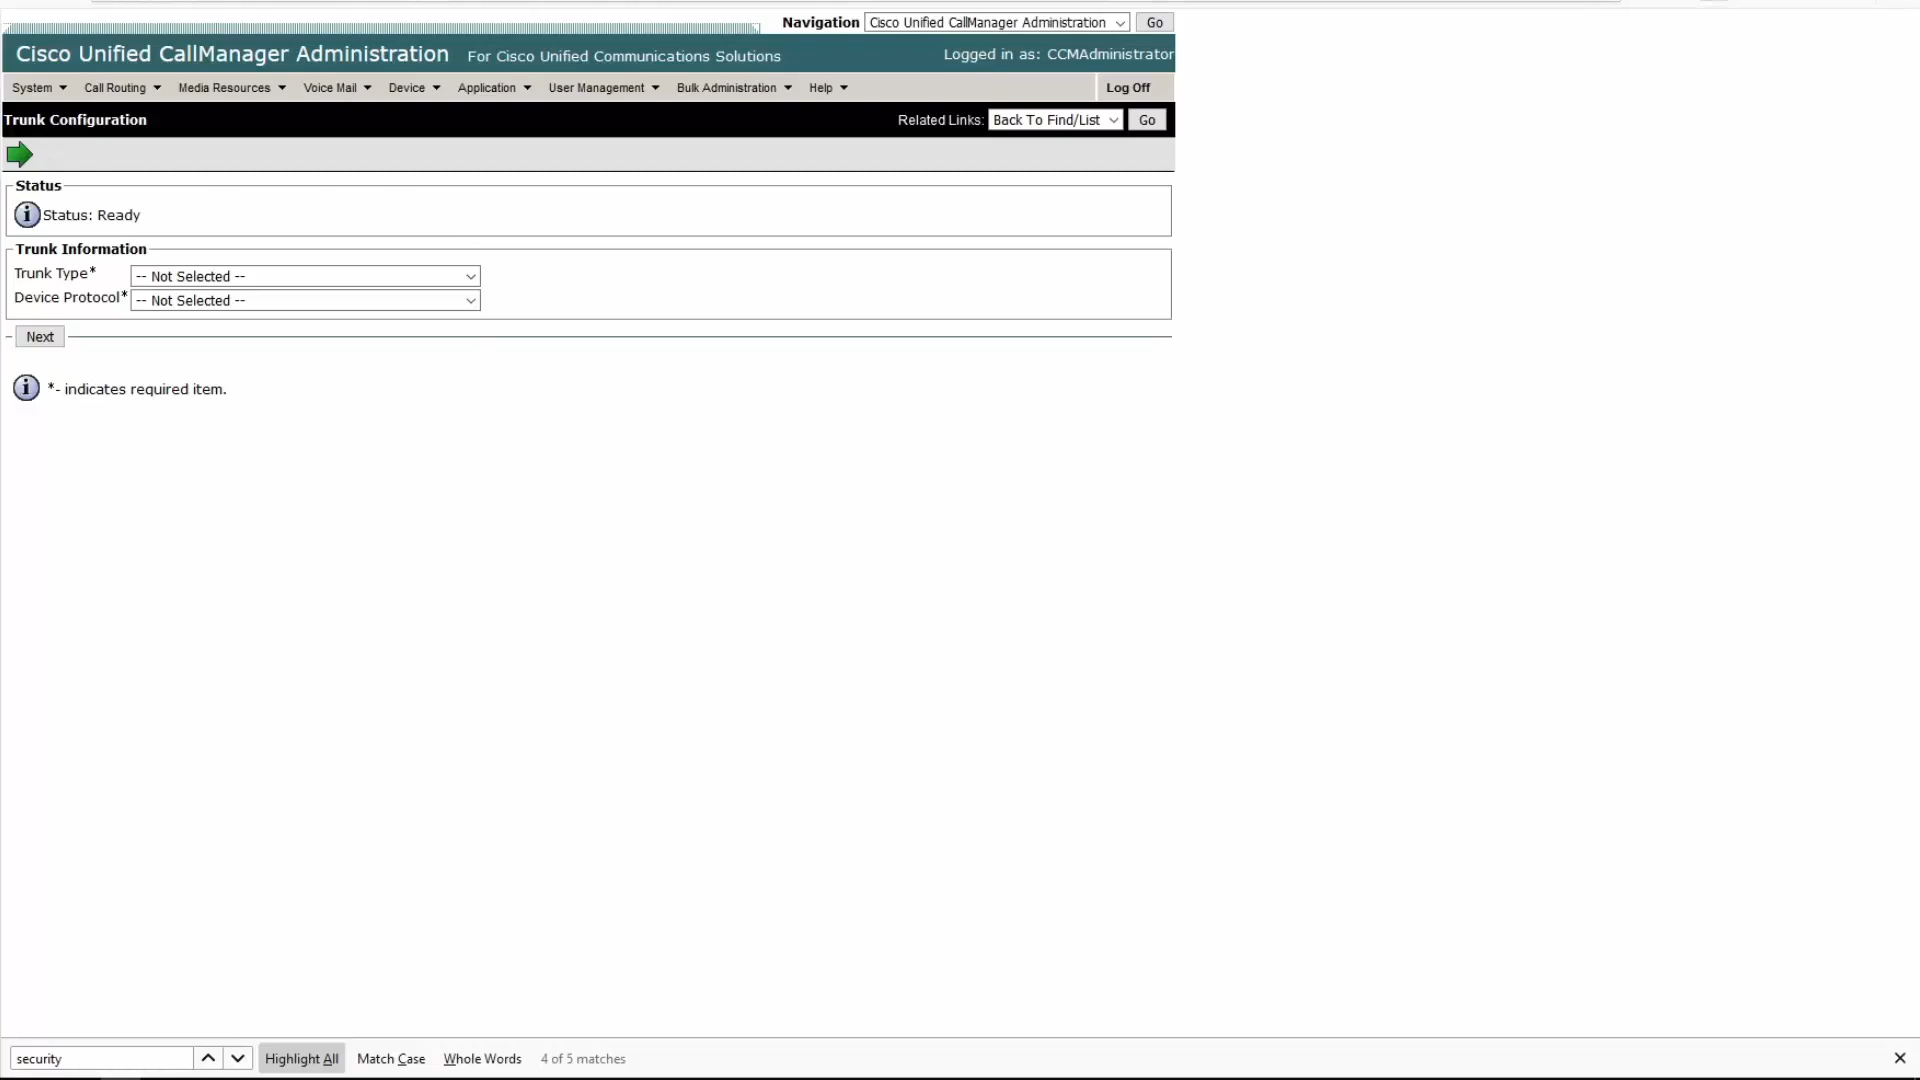 Navigation Cisco Unified CallManager Administration Go
Cisco Unified CallManager Administration For Cisco Unified Communications Solutions Logged in as: CCMAdministrator
System Call Routing Media Resources Voice Mail Device Application User Management Bulk Administration Help Log Off
Trunk Configuration Related Links: Back To Find/List Go
Status
i Status: Ready
Trunk Information
Trunk Type* -- Not Selected --
Device Protocol* -- Not Selected --
Next
i *- indicates required item.
security Highlight All Match Case Whole Words 4 of 5 matches